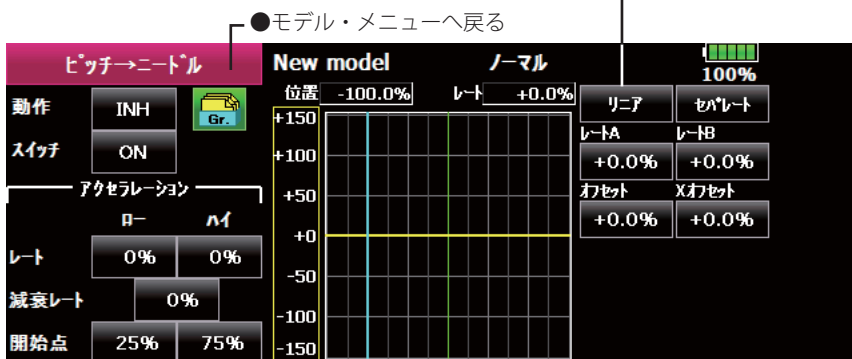 ●モデル・メニューへ戻る
ピッチ→ニードル
New model
ノーマル
100%
動作
INH
Gr.
位置
-100.0%
レート
+0.0%
リニア
セパレート
スイッチ
ON
レートA
レートB
+0.0%
+0.0%
オフセット
Xオフセット
+0.0%
+0.0%
アクセラレーション
ロー
ハイ
レート
0%
0%
減衰レート
0%
開始点
25%
75%
+150
+100
+50
+0
-50
-100
-150